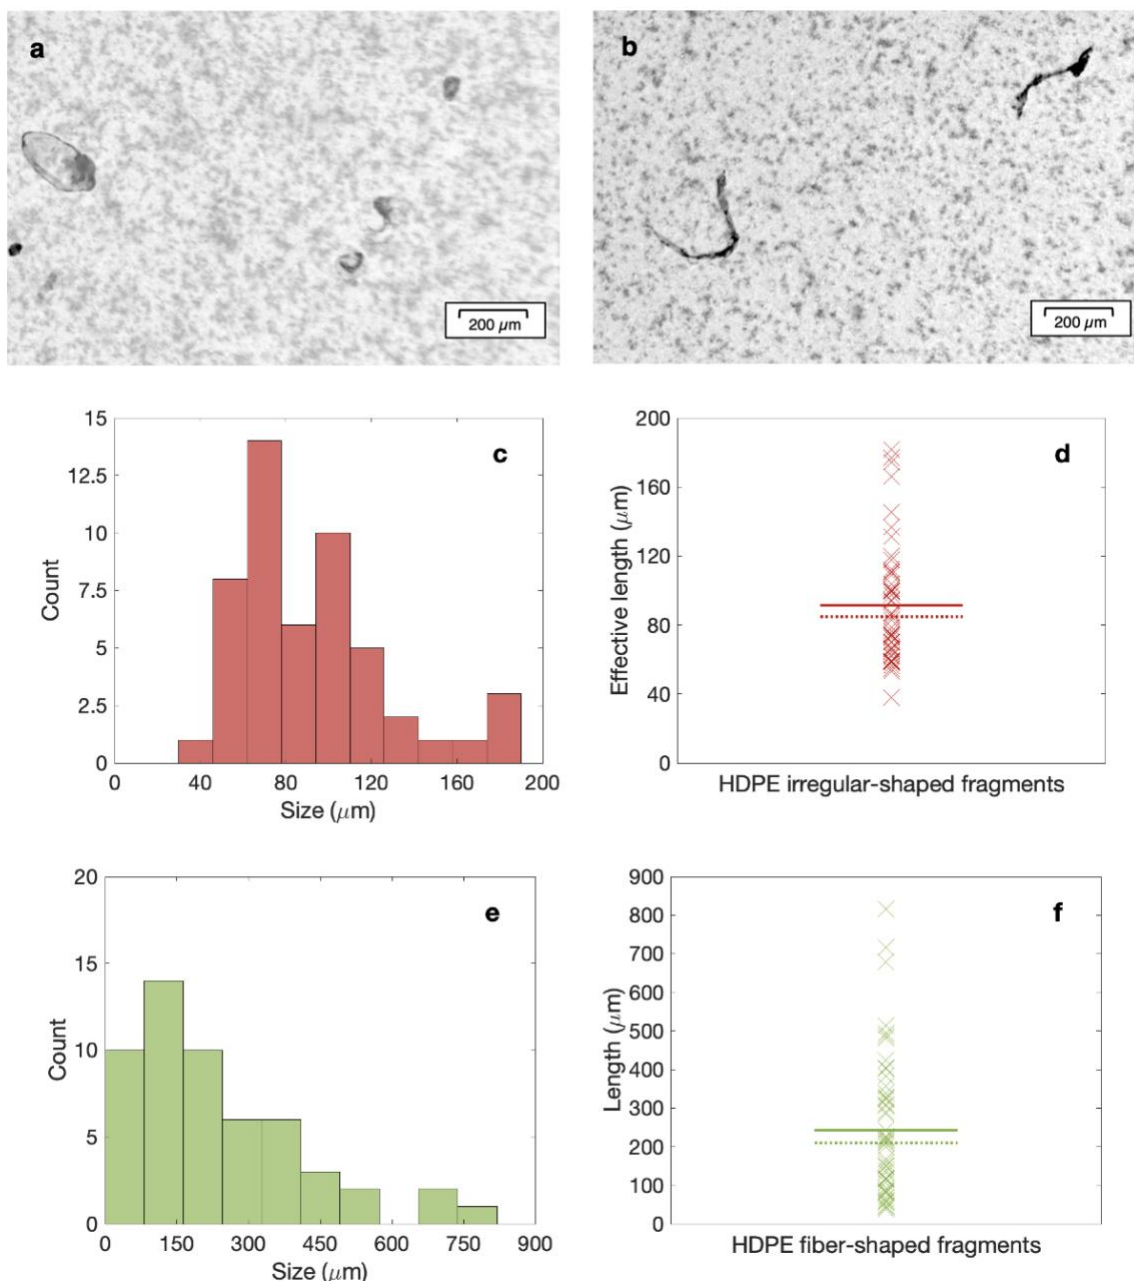 a
200 µm
b
200 µm
15
12.5
10
7.5
5
2.5
0
0
40
80
120
160
200
Count
Size (µm)
c
200
160
120
80
40
0
Effective length (µm)
HDPE irregular-shaped fragments
d
20
15
10
5
0
0
150
300
450
600
750
900
Count
Size (µm)
e
900
800
700
600
500
400
300
200
100
0
Length (µm)
HDPE fiber-shaped fragments
f